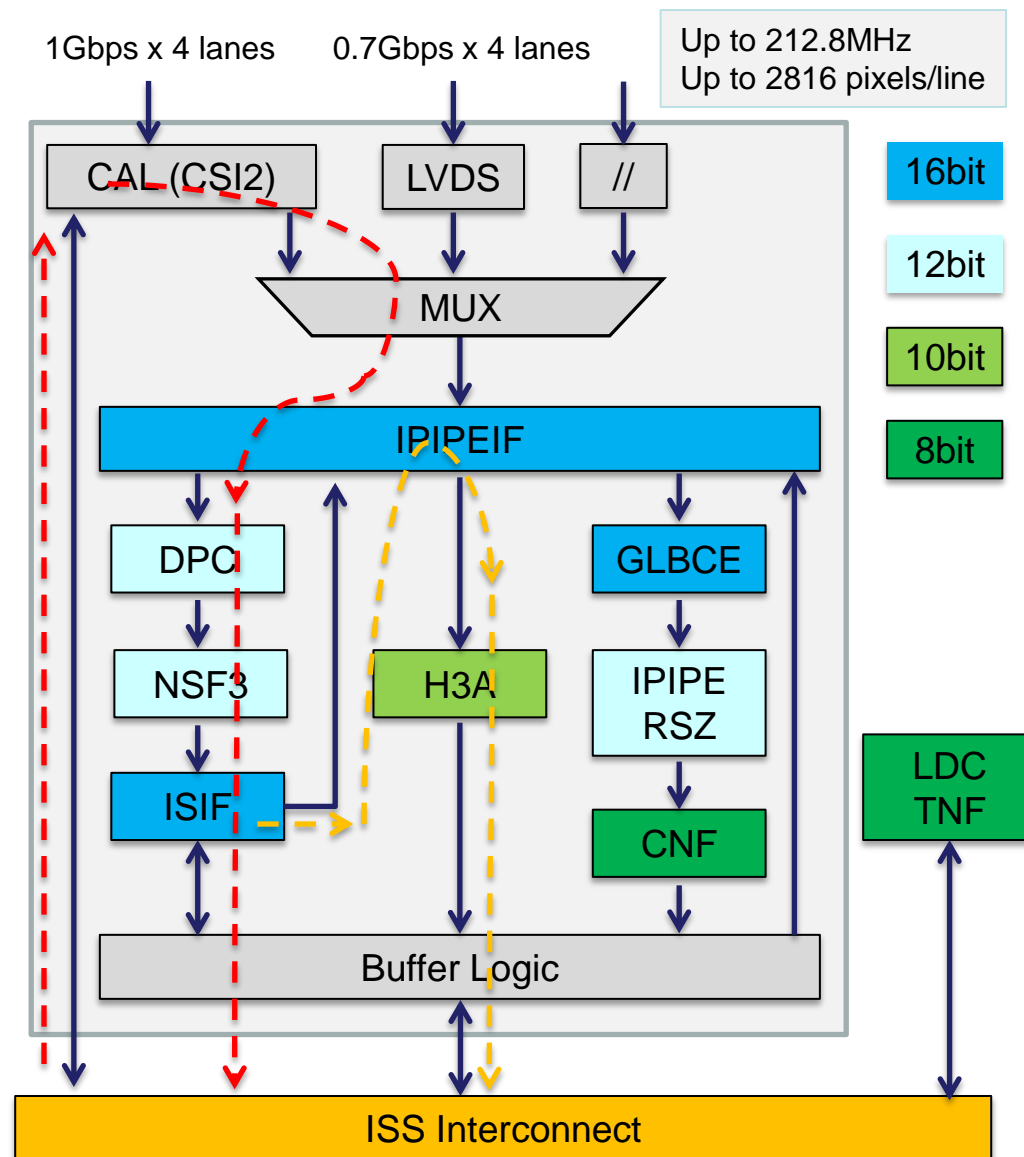 1Gbps x 4 lanes
0.7Gbps x 4 lanes
Up to 212.8MHz
Up to 2816 pixels/line
CAL (CSI2)
LVDS
//
16bit
12bit
MUX
10bit
IPIPEIF
8bit
DPC
GLBCE
NSF3
H3A
IPIPE
RSZ
ISIF
CNF
LDC
TNF
Buffer Logic
ISS Interconnect